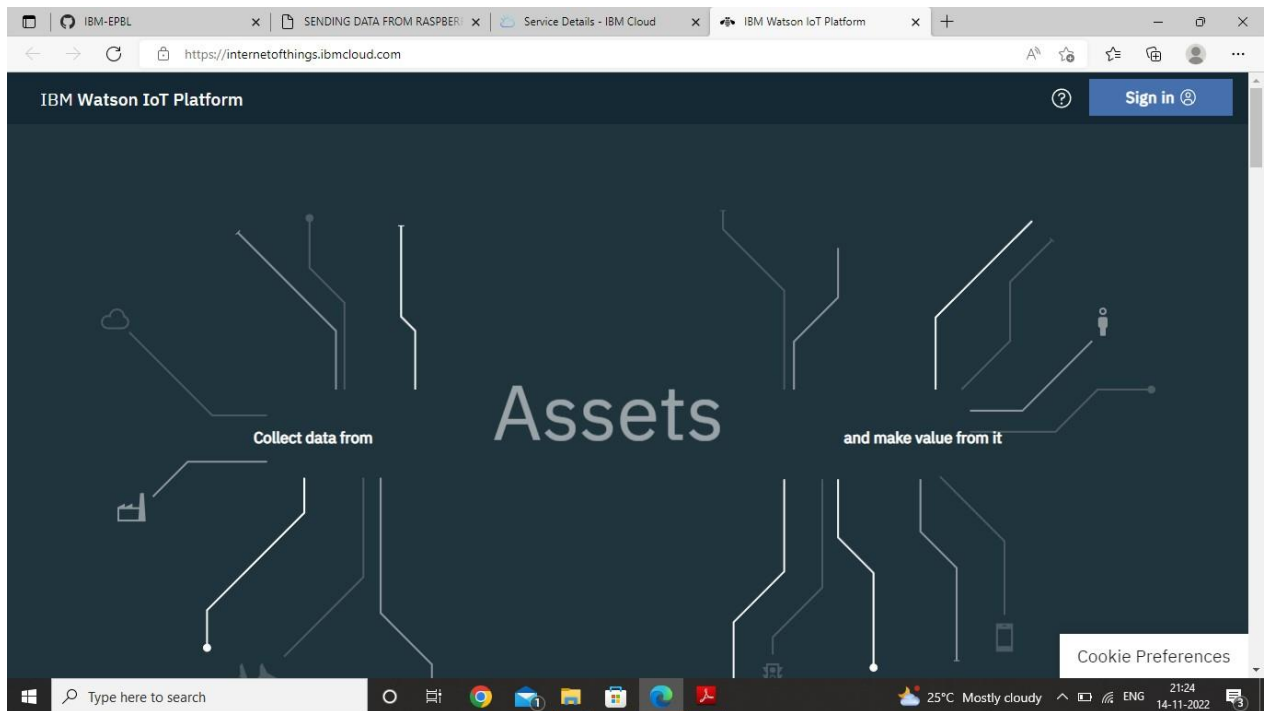 IBM-EPBL
SENDING DATA FROM RASPBER
Service Details - IBM Cloud
IBM Watson IoT Platform
https://internetofthings.ibmcloud.com
IBM Watson IoT Platform
Sign in
Assets
Collect data from
and make value from it
Cookie Preferences
Type here to search
1
25°C Mostly cloudy
ENG
21:24
14-11-2022
3